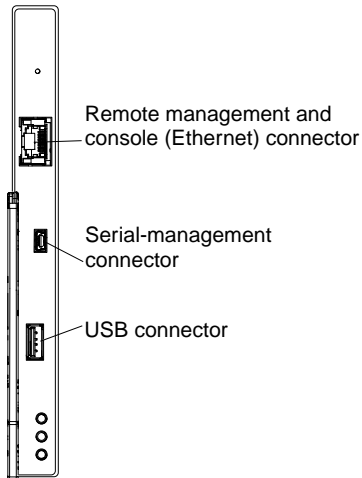 Remote management and
console (Ethernet) connector
Serial-management
connector
USB connector